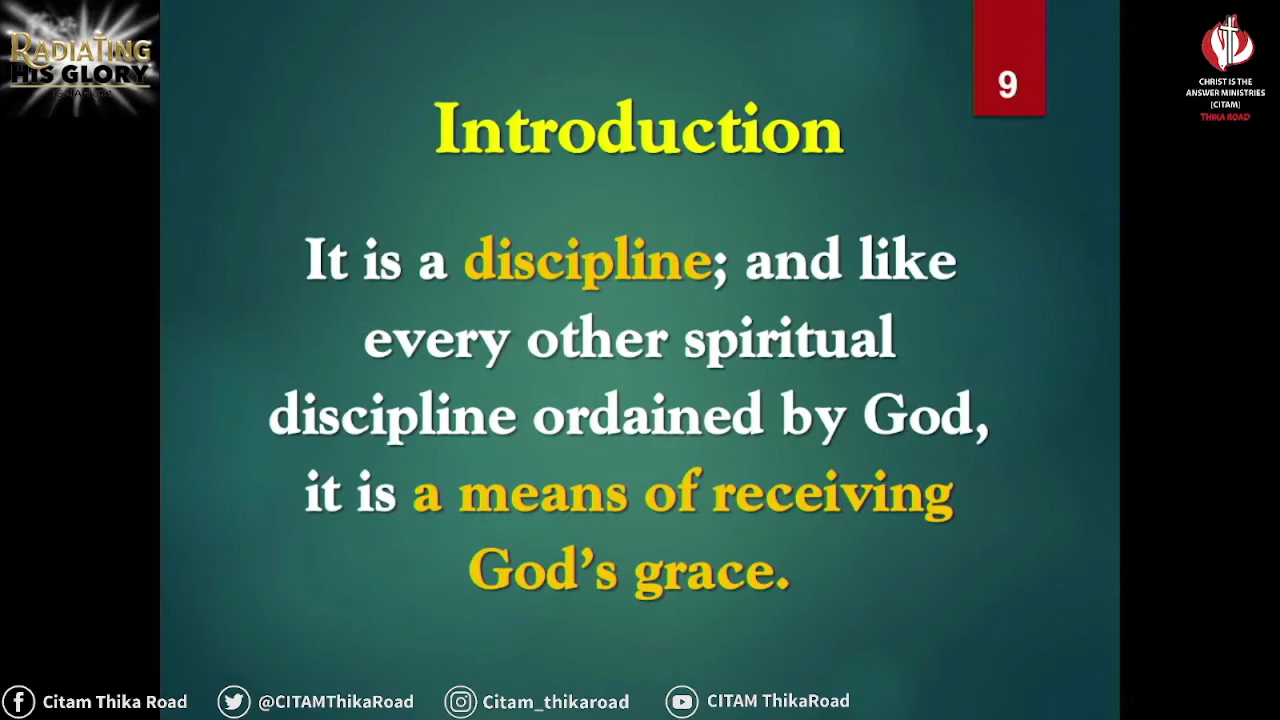 RADIATING
HIS GLORY
9
CHRIST IS THE
ANSWER MINISTRIES
(CITAM)
THIKA ROAD
Introduction
It is a discipline; and like
every other spiritual
discipline ordained by God,
it is a means of receiving
God’s grace.
Citam Thika Road
@CITAMThikaRoad
Citam_thikaroad
CITAM ThikaRoad